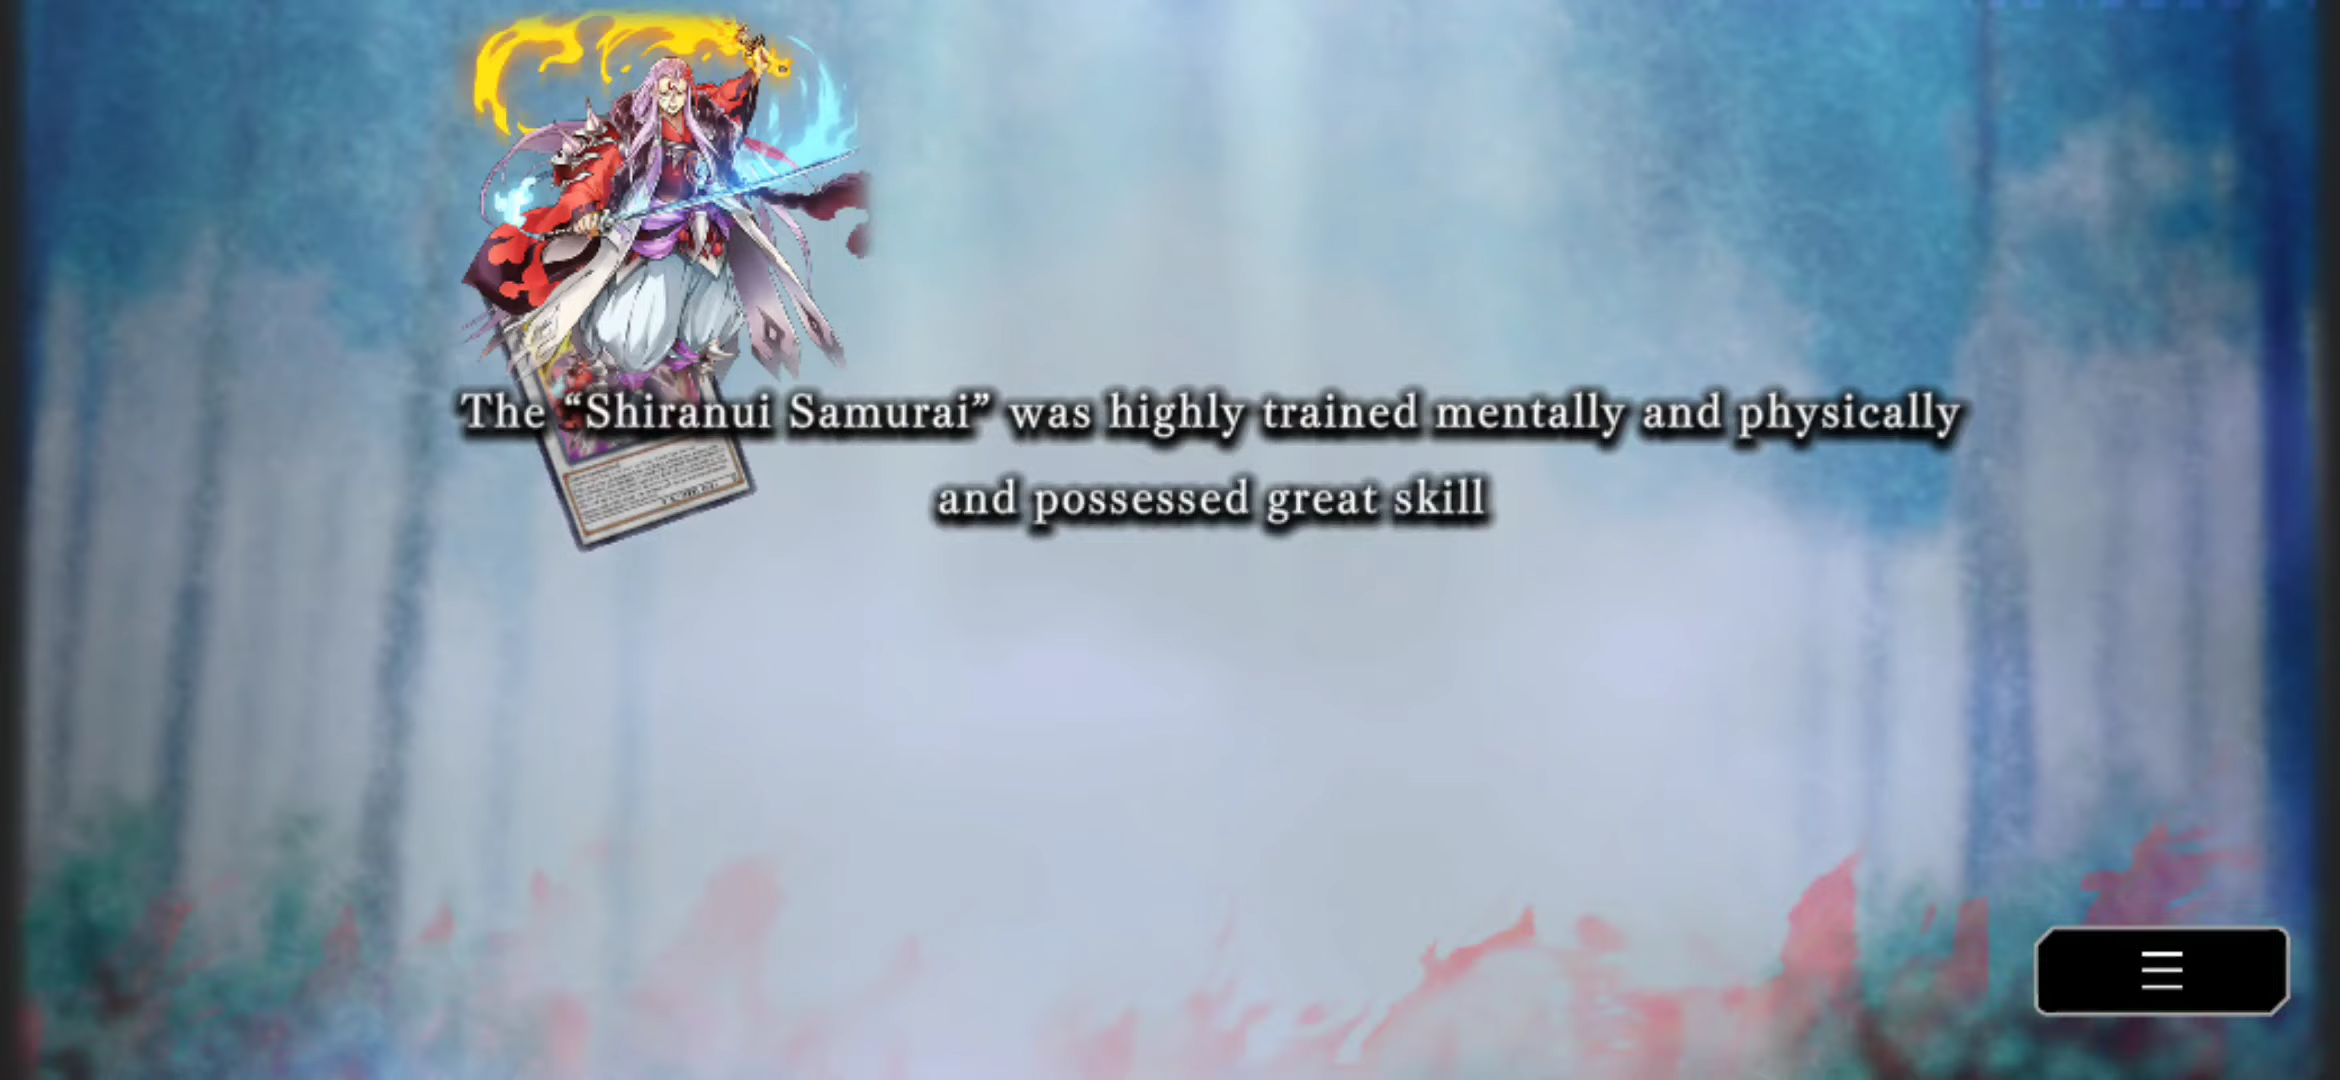 The “Shiranui Samurai” was highly trained mentally and physically
and possessed great skill